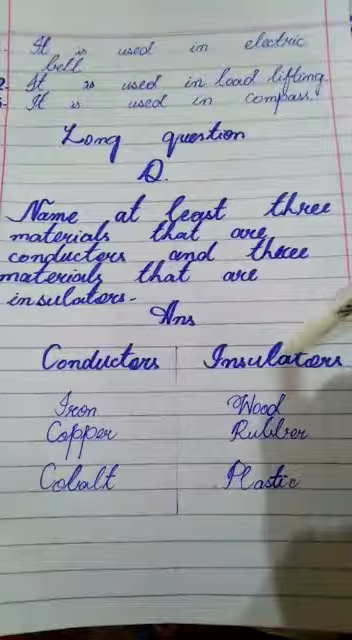 It is used in electric
bell
2. It is used in load lifting.
3. It is used in compass.
Long question
Q.
Name at least three
materials that are
conductors and three
materials that are
insulators-
Ans
Conductors Insulators
Iron Wood
Copper Rubber
Cobalt Plastic